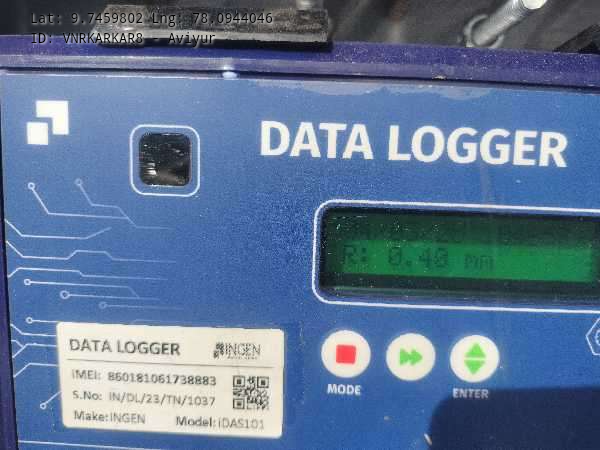 Lat: 9.7459802 Lng: 78.0944046
ID: VNRKARKAR8 - Aviyur
DATA LOGGER
R: 0.40 mm
DATA LOGGER
INGEN
IMEI: 860181061738883
S.No: IN/DL/23/TN/1037
Make: INGEN Model: iDAS101
MODE
ENTER